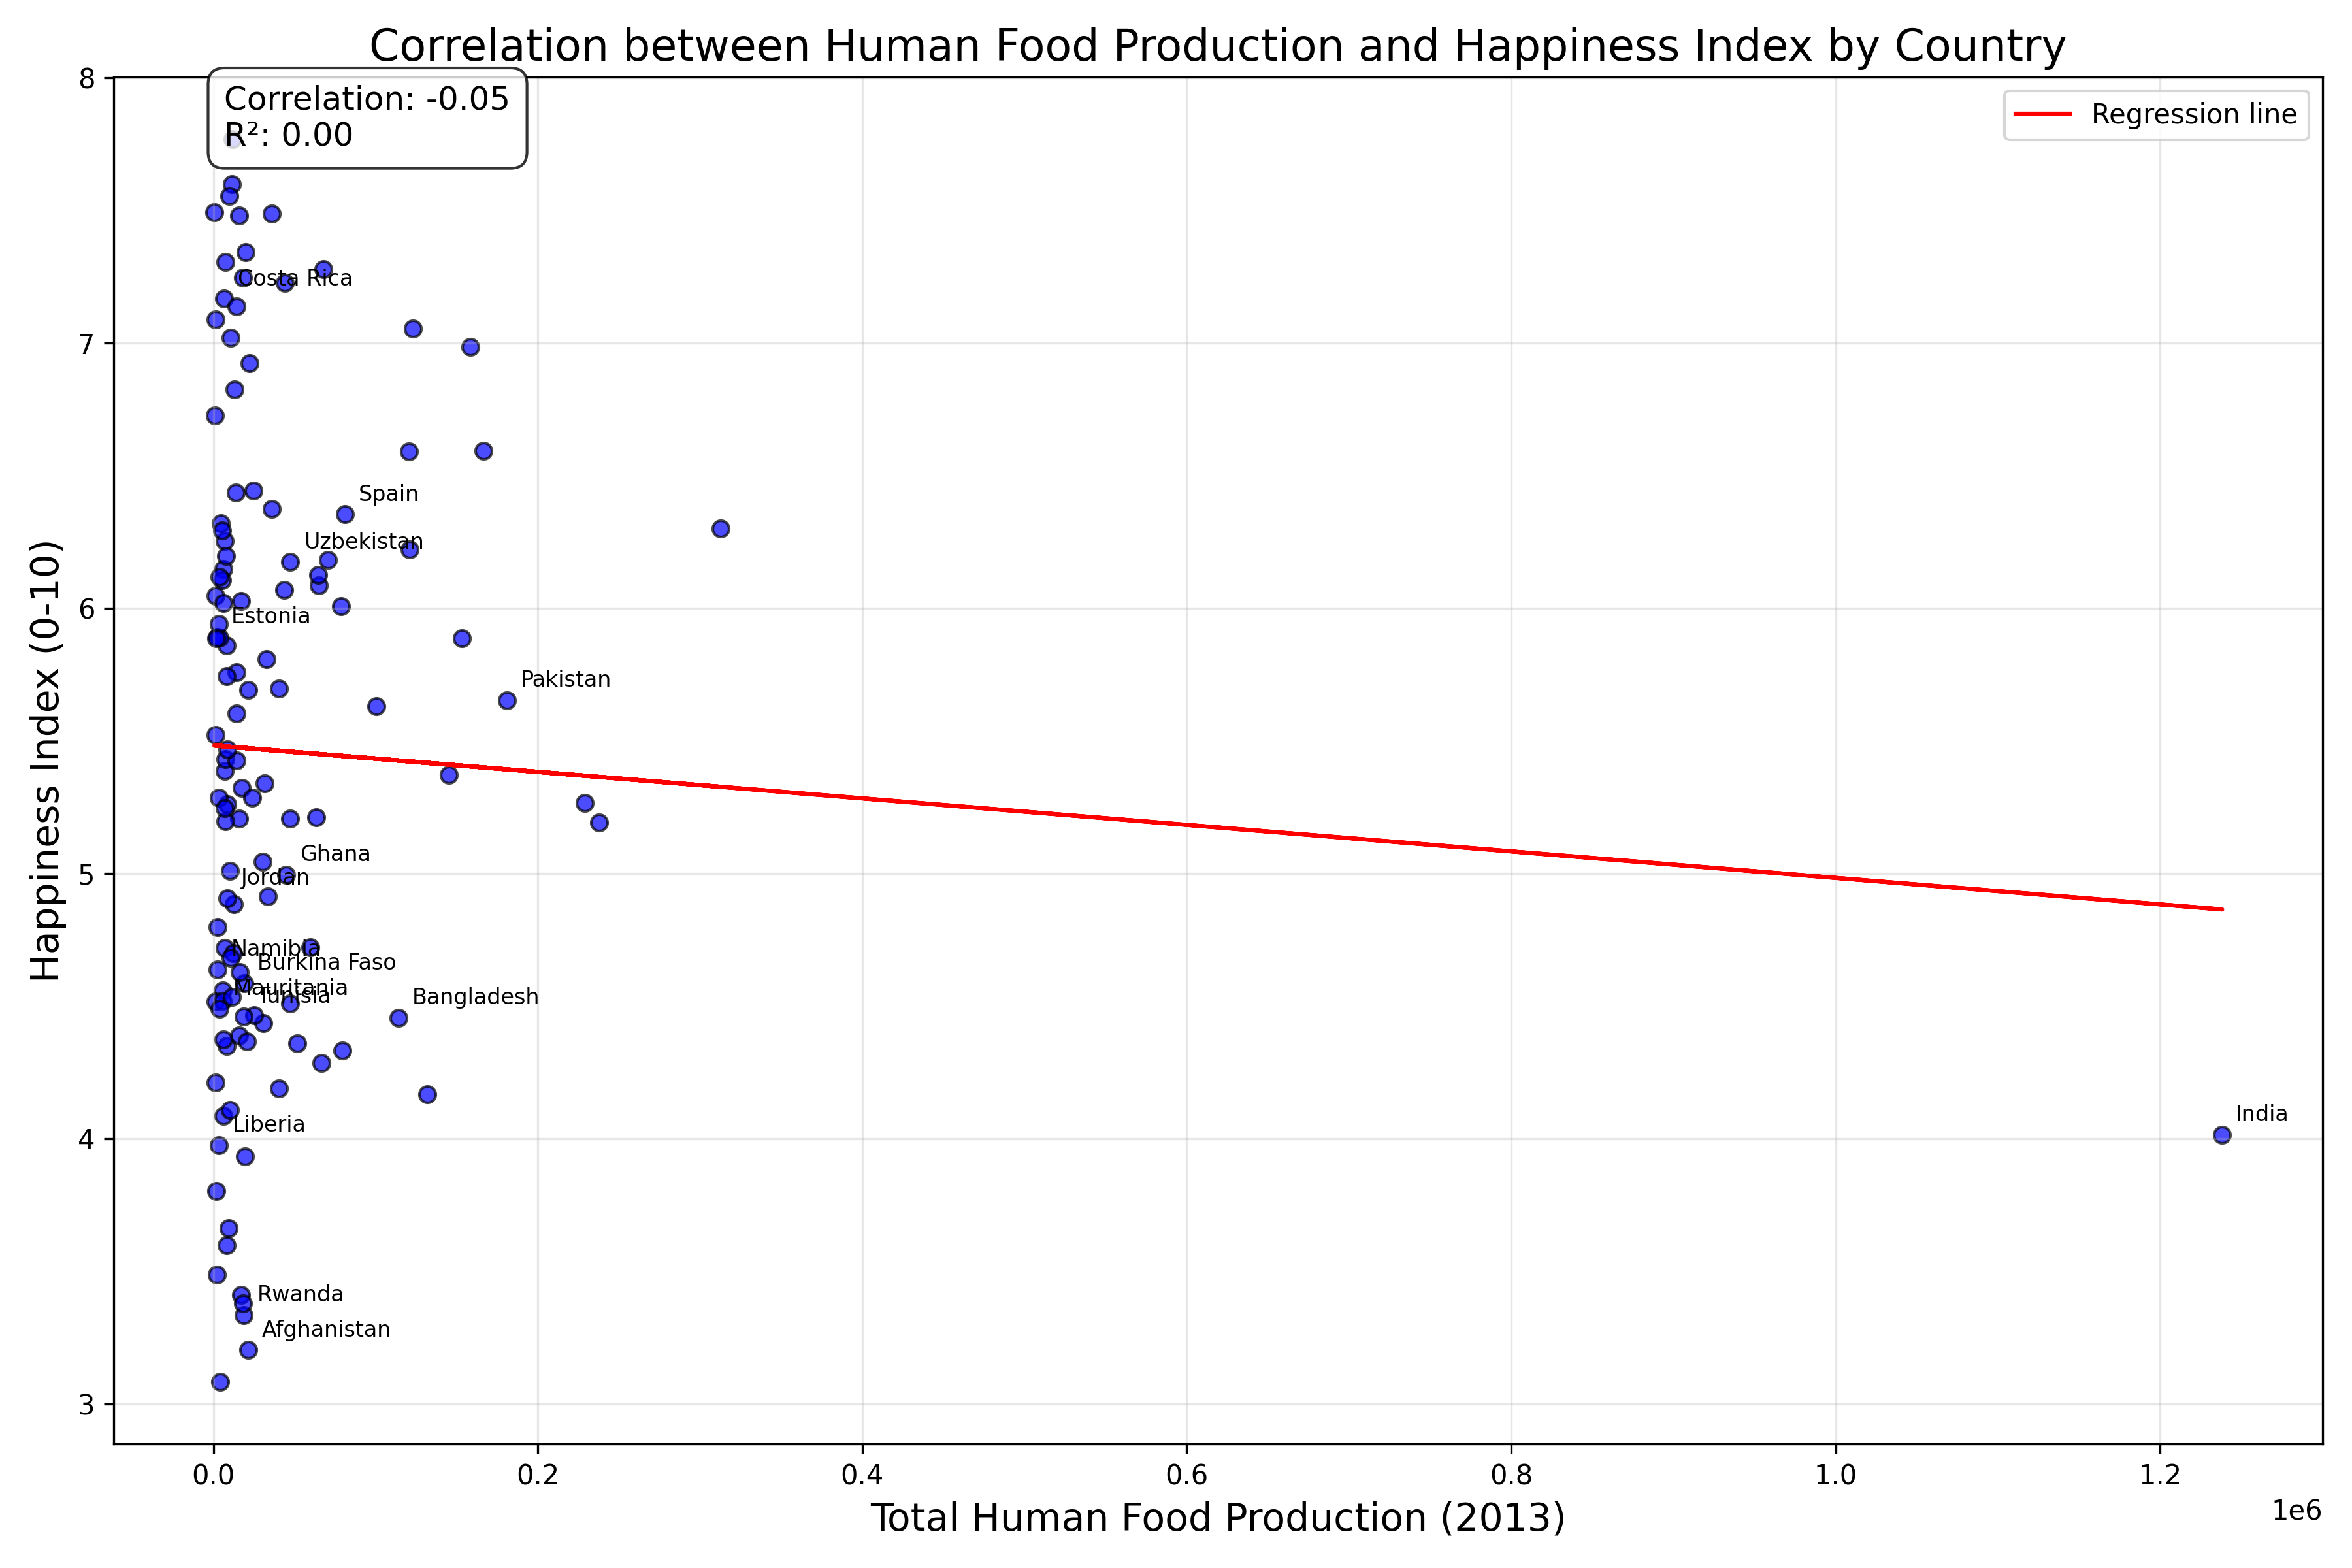 Correlation between Human Food Production and Happiness Index by Country
Correlation: -0.05
R²: 0.00
Regression line
Happiness Index (0-10)
8
7
6
5
4
3
Costa Rica
Spain
Uzbekistan
Estonia
Pakistan
Ghana
Jordan
Namibia
Burkina Faso
Mauritania
Tunisia
Bangladesh
India
Liberia
Rwanda
Afghanistan
0.0 0.2 0.4 0.6 0.8 1.0 1.2
1e6
Total Human Food Production (2013)